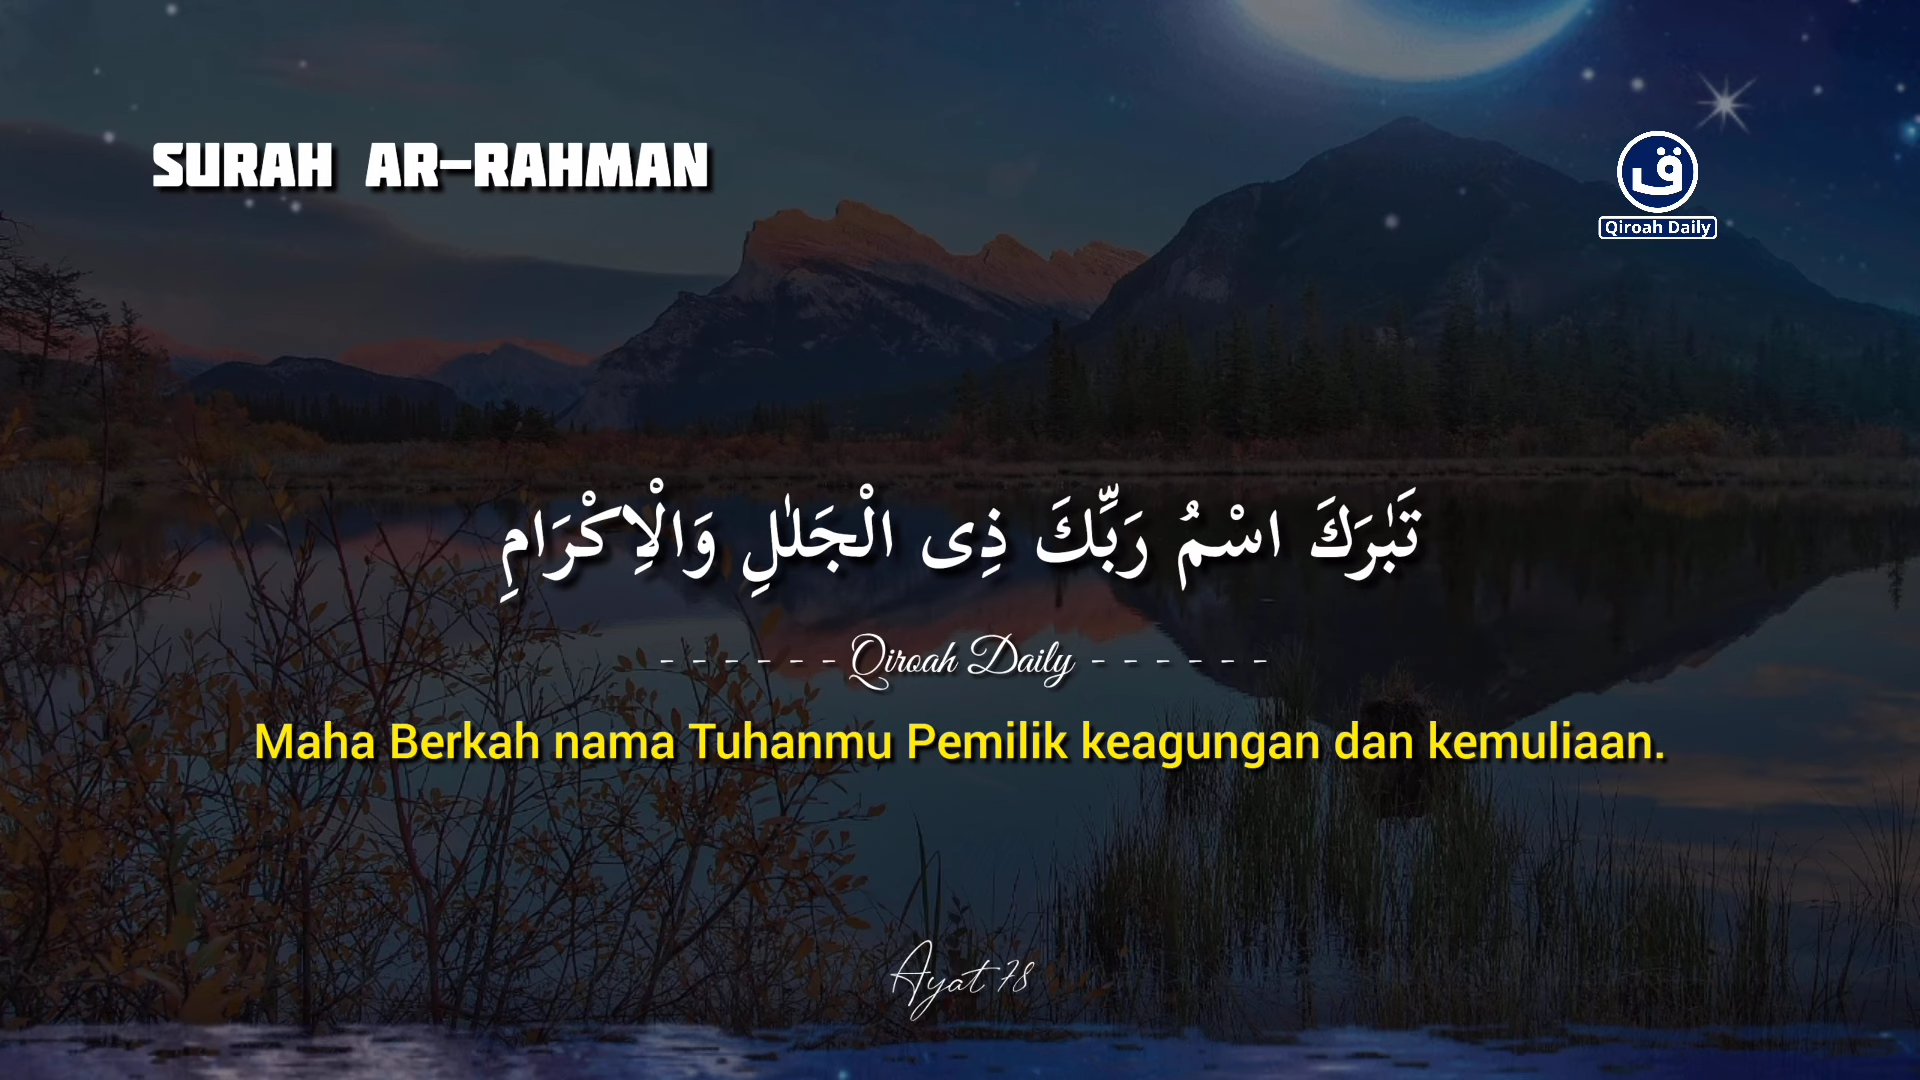 SURAH AR-RAHMAN
ق
Qiroah Daily
تَبٰرَكَ اسْمُ رَبِّكَ ذِى الْجَلٰلِ وَالْاِكْرَامِ
- - - - - - Qiroah Daily - - - - - -
Maha Berkah nama Tuhanmu Pemilik keagungan dan kemuliaan.
Ayat 78